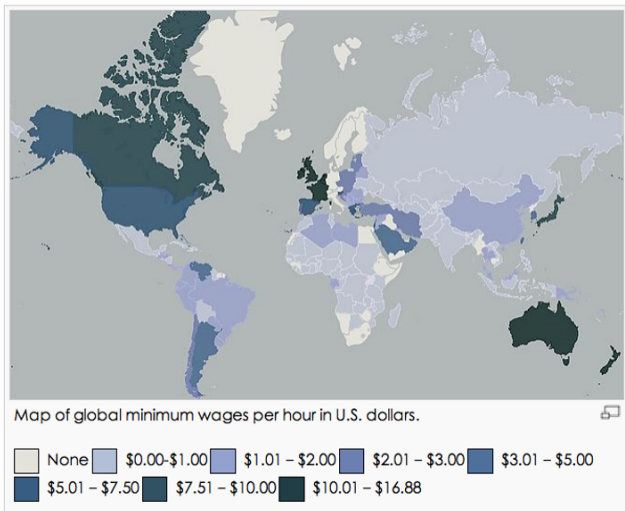 Map of global minimum wages per hour in U.S. dollars.
None $0.00-$1.00 $1.01 – $2.00 $2.01 – $3.00 $3.01 – $5.00
$5.01 – $7.50 $7.51 – $10.00 $10.01 – $16.88